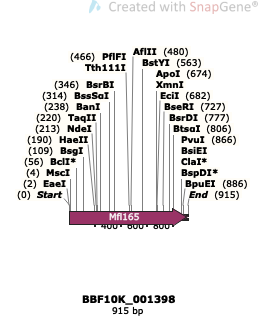 Created with SnapGene®
(466) PflFI AflII (480)
Tth111I BstYI (563)
ApoI (674)
(346) BsrBI XmnI
(314) BssSαI EciI (682)
(238) BanI BseRI (727)
(220) TaqII BsrDI (777)
(213) NdeI BtsαI (806)
(190) HaeII PvuI (866)
(109) BsgI BsiEI
(56) BclI* ClaI*
(4) MscI BspDI*
(2) EaeI BpuEI (886)
(0) Start End (915)
Mfl165
400 600 800
BBF10K_001398
915 bp